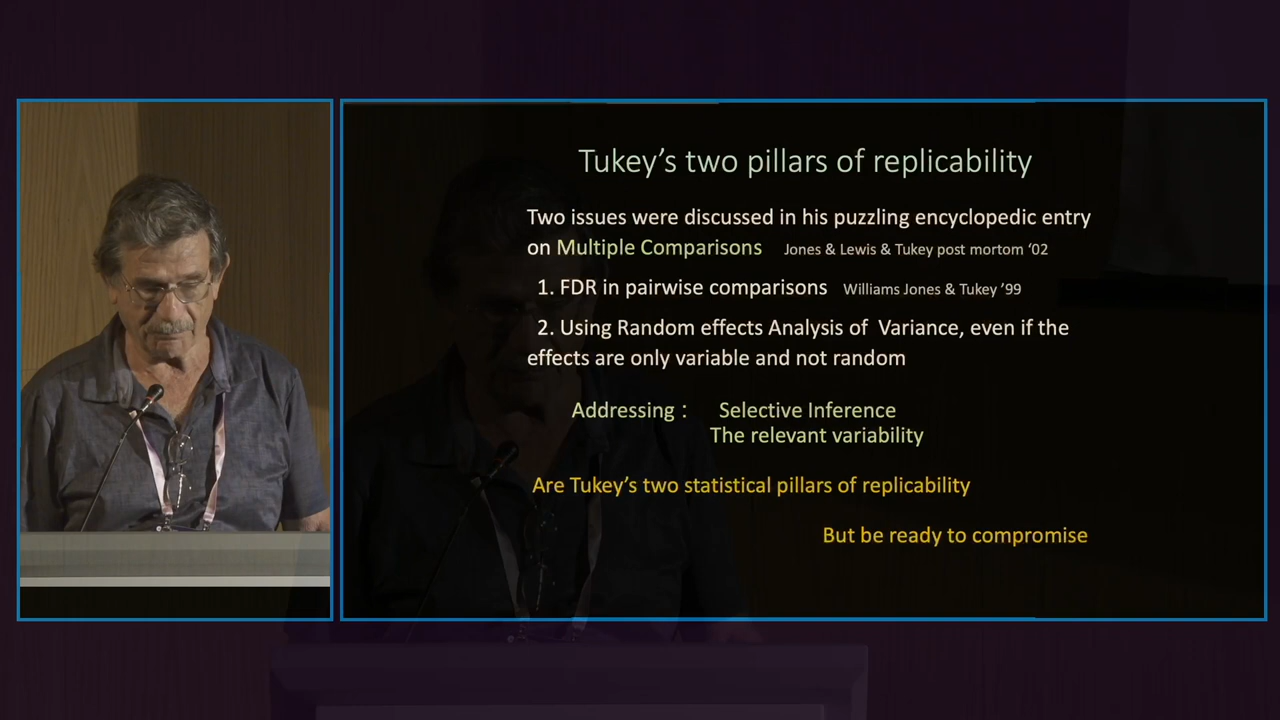 Tukey's two pillars of replicability
Two issues were discussed in his puzzling encyclopedic entry
on Multiple Comparisons Jones & Lewis & Tukey post mortom '02
1. FDR in pairwise comparisons Williams Jones & Tukey '99
2. Using Random effects Analysis of Variance, even if the
effects are only variable and not random
Addressing : Selective Inference
The relevant variability
Are Tukey's two statistical pillars of replicability
But be ready to compromise